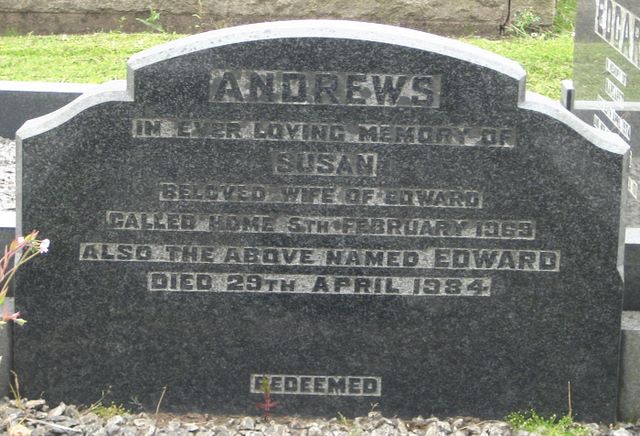 ANDREWS
IN EVER LOVING MEMORY OF
SUSAN
BELOVED WIFE OF EDWARD
CALLED HOME 5TH FEBRUARY 1969
ALSO THE ABOVE NAMED EDWARD
DIED 29TH APRIL 1984
REDEEMED